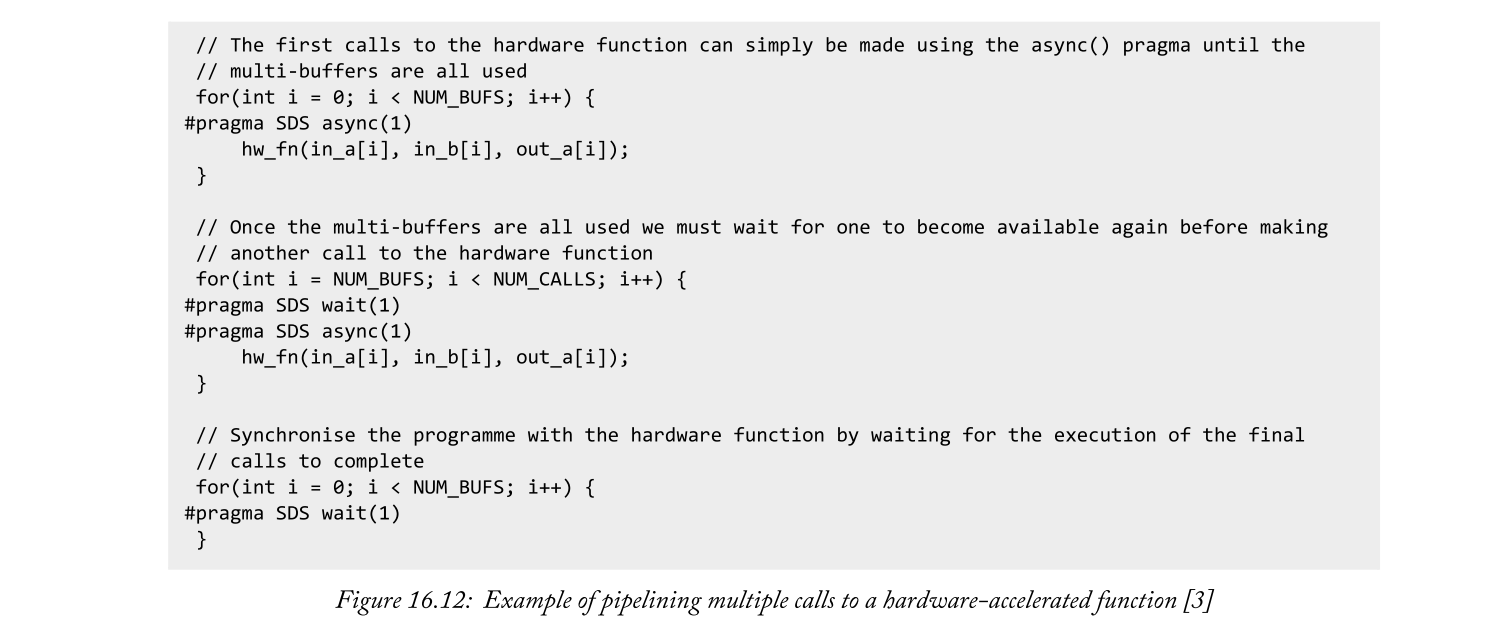 // The first calls to the hardware function can simply be made using the async() pragma until the
// multi-buffers are all used
for(int i = 0; i < NUM_BUFS; i++) {
#pragma SDS async(1)
hw_fn(in_a[i], in_b[i], out_a[i]);
}
// Once the multi-buffers are all used we must wait for one to become available again before making
// another call to the hardware function
for(int i = NUM_BUFS; i < NUM_CALLS; i++) {
#pragma SDS wait(1)
#pragma SDS async(1)
hw_fn(in_a[i], in_b[i], out_a[i]);
}
// Synchronise the programme with the hardware function by waiting for the execution of the final
// calls to complete
for(int i = 0; i < NUM_BUFS; i++) {
#pragma SDS wait(1)
}
Figure 16.12: Example of pipelining multiple calls to a hardware-accelerated function [3]